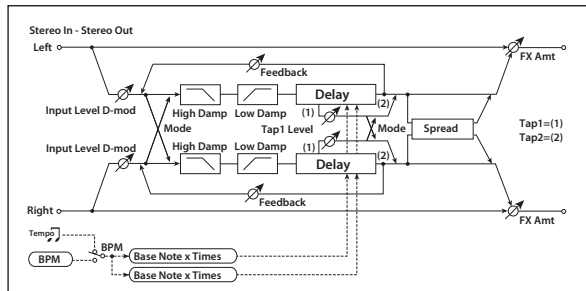 Stereo In - Stereo Out
Left
FX Amt
Feedback
Input Level D-mod
High Damp
Low Damp
Delay
(1)
(2)
Tap1 Level
Mode
Mode
Spread
Tap1=(1)
Tap2=(2)
Input Level D-mod
High Damp
Low Damp
(1)
Delay
(2)
Feedback
Right
FX Amt
Tempo
BPM
BPM
Base Note x Times
Base Note x Times